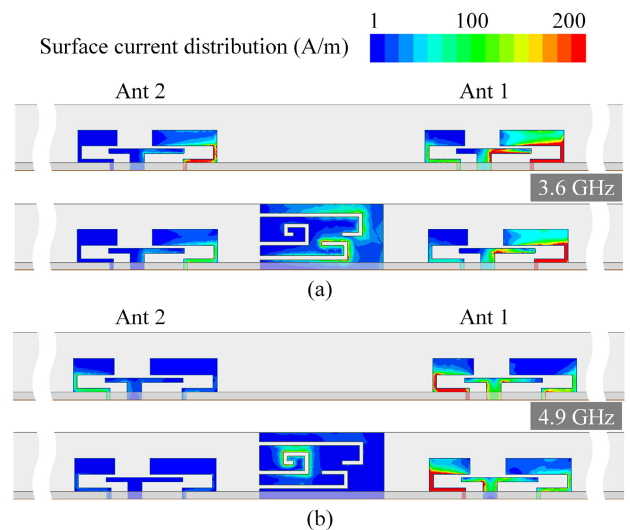 1 100 200
Surface current distribution (A/m)
Ant 2 Ant 1
3.6 GHz
(a)
Ant 2 Ant 1
4.9 GHz
(b)